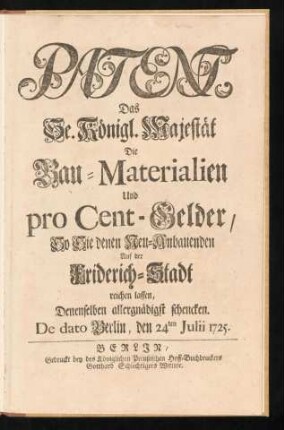 PATENT,
Das
Se. Königl. Majestät
Die
Bau-Materialien
Und
pro Cent-Gelder/
So Sie denen Neu-Anbauenden
Auf der
Friderich-Stadt
reichen lassen,
Denenselben allergnädigst schencken.
De dato Berlin, den 24ten Julii 1725.
BERLIN,
Gedruckt bey des Königlichen Preußischen Hoff-Buchdruckers
Gotthard Schlechtigers Wittwe.